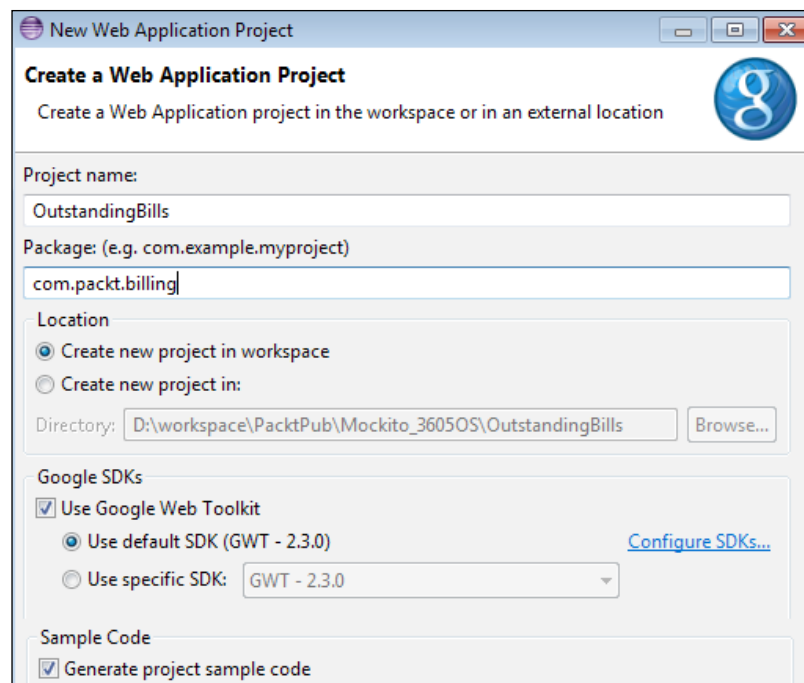 New Web Application Project
Create a Web Application Project
Create a Web Application project in the workspace or in an external location
Project name:
OutstandingBills
Package: (e.g. com.example.myproject)
com.packt.billing
Location
Create new project in workspace
Create new project in:
Directory: D:\workspace\PacktPub\Mockito_3605OS\OutstandingBills Browse...
Google SDKs
Use Google Web Toolkit
Use default SDK (GWT - 2.3.0) Configure SDKs...
Use specific SDK: GWT - 2.3.0
Sample Code
Generate project sample code